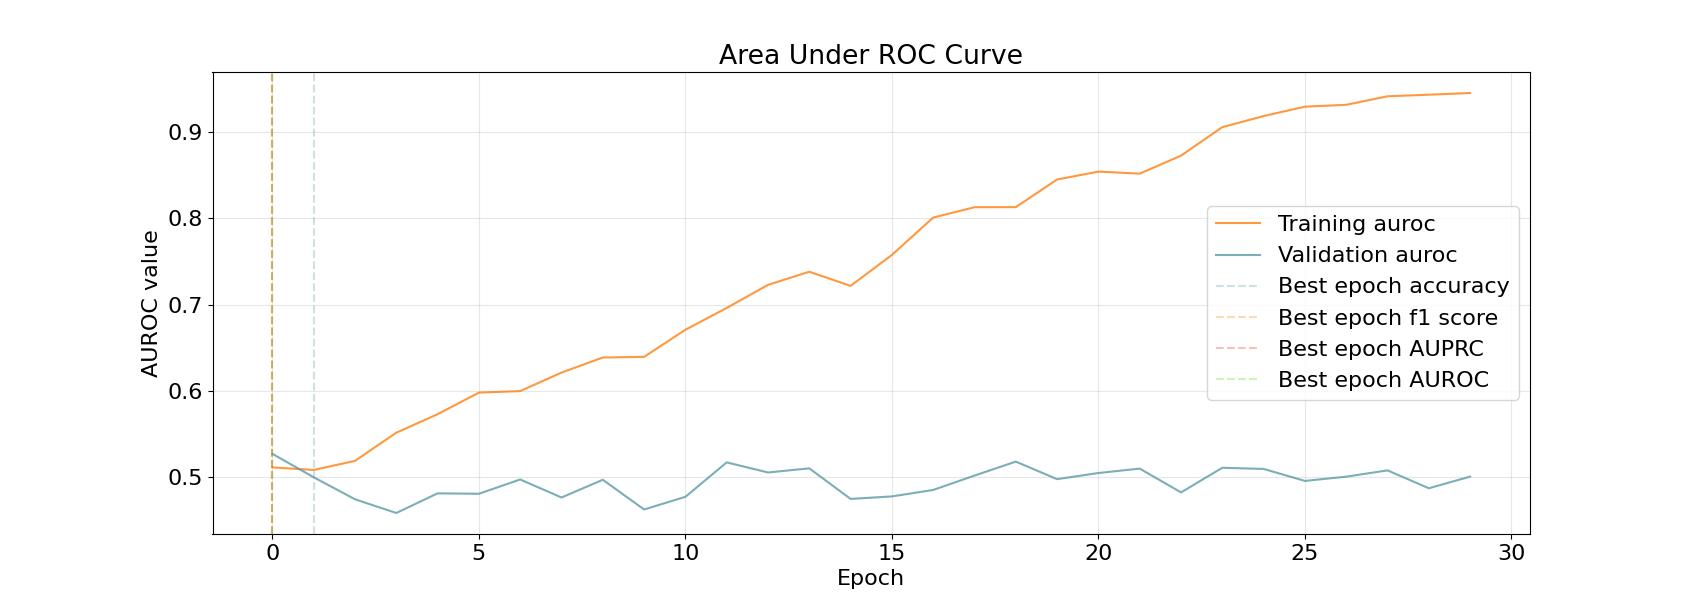 Area Under ROC Curve
AUROC value
0.9
0.8
0.7
0.6
0.5
Training auroc
Validation auroc
Best epoch accuracy
Best epoch f1 score
Best epoch AUPRC
Best epoch AUROC
0 5 10 15 20 25 30
Epoch